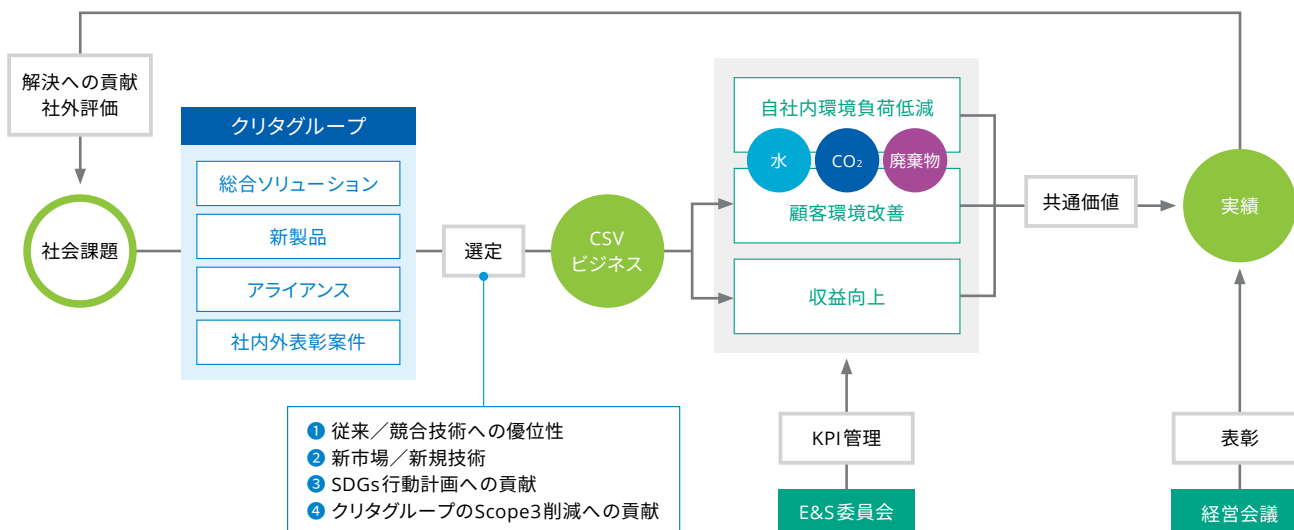 解決への貢献
社外評価
社会課題
クリタグループ
総合ソリューション
新製品
アライアンス
社内外表彰案件
選定
❶ 従来／競合技術への優位性
❷ 新市場／新規技術
❸ SDGs行動計画への貢献
❹ クリタグループのScope3削減への貢献
CSV
ビジネス
自社内環境負荷低減
水
CO₂
廃棄物
顧客環境改善
収益向上
KPI管理
E&S委員会
共通価値
実績
表彰
経営会議